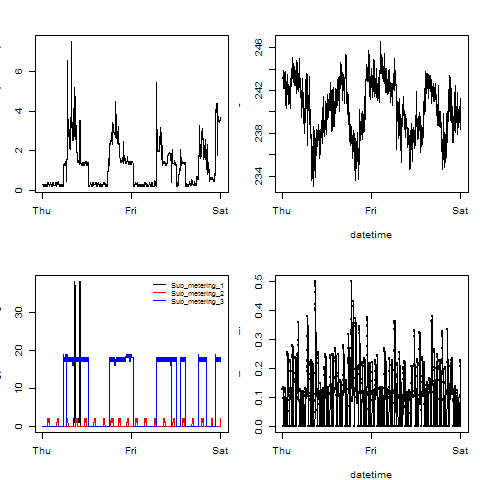 0 2 4 6
Thu Fri Sat
234 238 242 246
Thu Fri Sat
datetime
0 10 20 30
Thu Fri Sat
Sub_metering_1
Sub_metering_2
Sub_metering_3
0.0 0.1 0.2 0.3 0.4 0.5
Thu Fri Sat
datetime